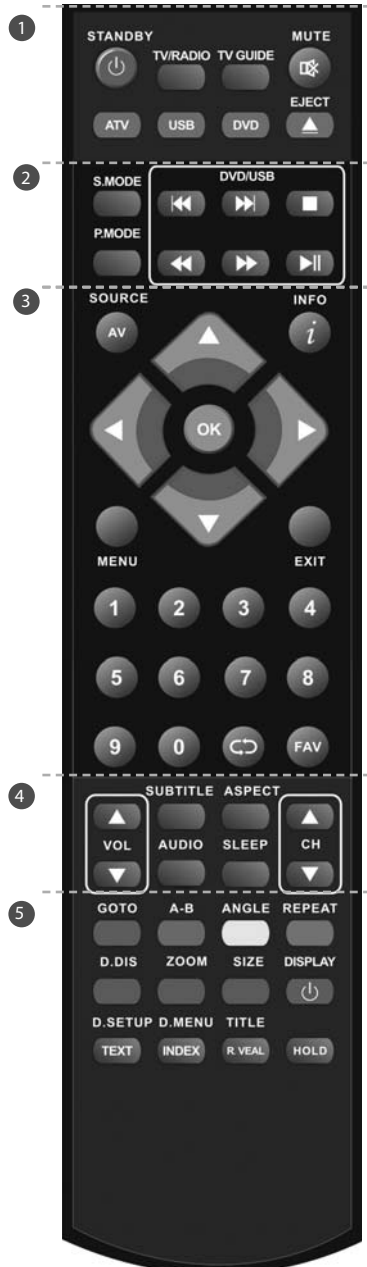 1
STANDBY MUTE
TV/RADIO TV GUIDE
EJECT
ATV USB DVD
2
S.MODE DVD/USB
P.MODE
3
SOURCE INFO
AV i
OK
MENU EXIT
1 2 3 4
5 6 7 8
9 0 FAV
4
SUBTITLE ASPECT
VOL AUDIO SLEEP CH
5
GOTO A-B ANGLE REPEAT
D.DIS ZOOM SIZE DISPLAY
D.SETUP D.MENU TITLE
TEXT INDEX R.VEAL HOLD